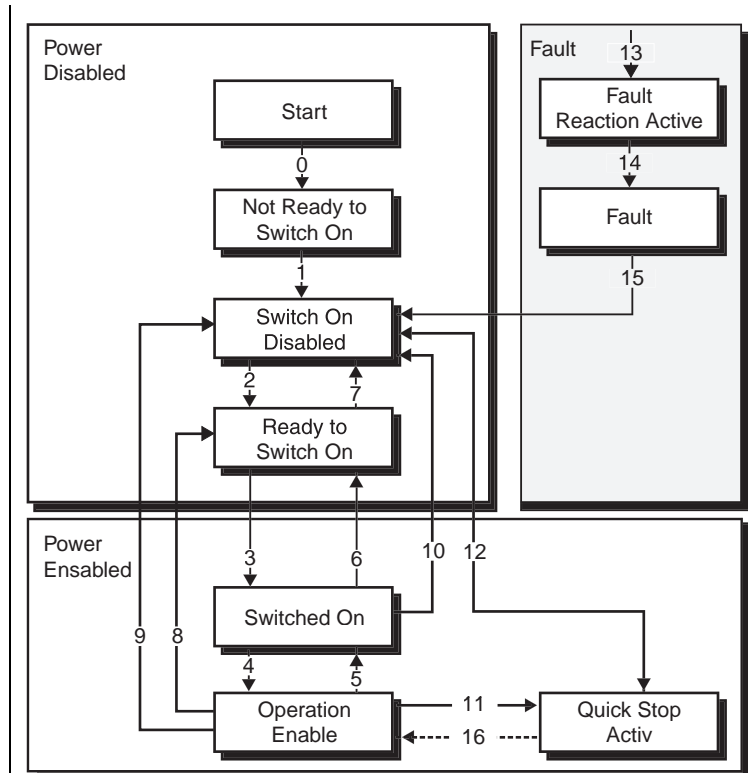 Power
Disabled
Start
0
Not Ready to
Switch On
1
Switch On
Disabled
2
7
Ready to
Switch On
Fault
13
Fault
Reaction Active
14
Fault
15
Power
Ensabled
3
6
10
12
Switched On
9
8
4
5
Operation
Enable
11
16
Quick Stop
Activ